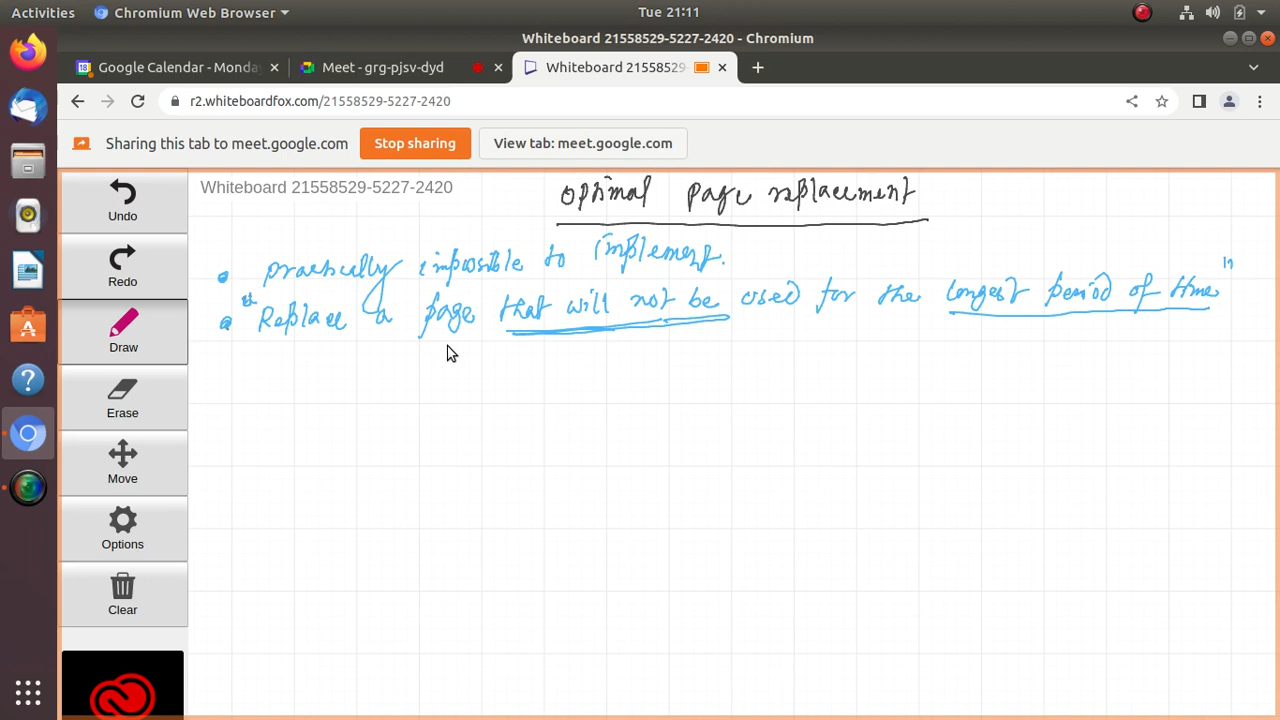 Activities Chromium Web Browser Tue 21:11
Whiteboard 21558529-5227-2420 - Chromium
Google Calendar - Monday Meet - grg-pjsv-dyd Whiteboard 21558529-5227-2420
r2.whiteboardfox.com/21558529-5227-2420
Sharing this tab to meet.google.com Stop sharing View tab: meet.google.com
Whiteboard 21558529-5227-2420
Optimal page replacement
• practically impossible to implement.
• "Replace a page that will not be used for the longest period of time"
Undo
Redo
Draw
Erase
Move
Options
Clear